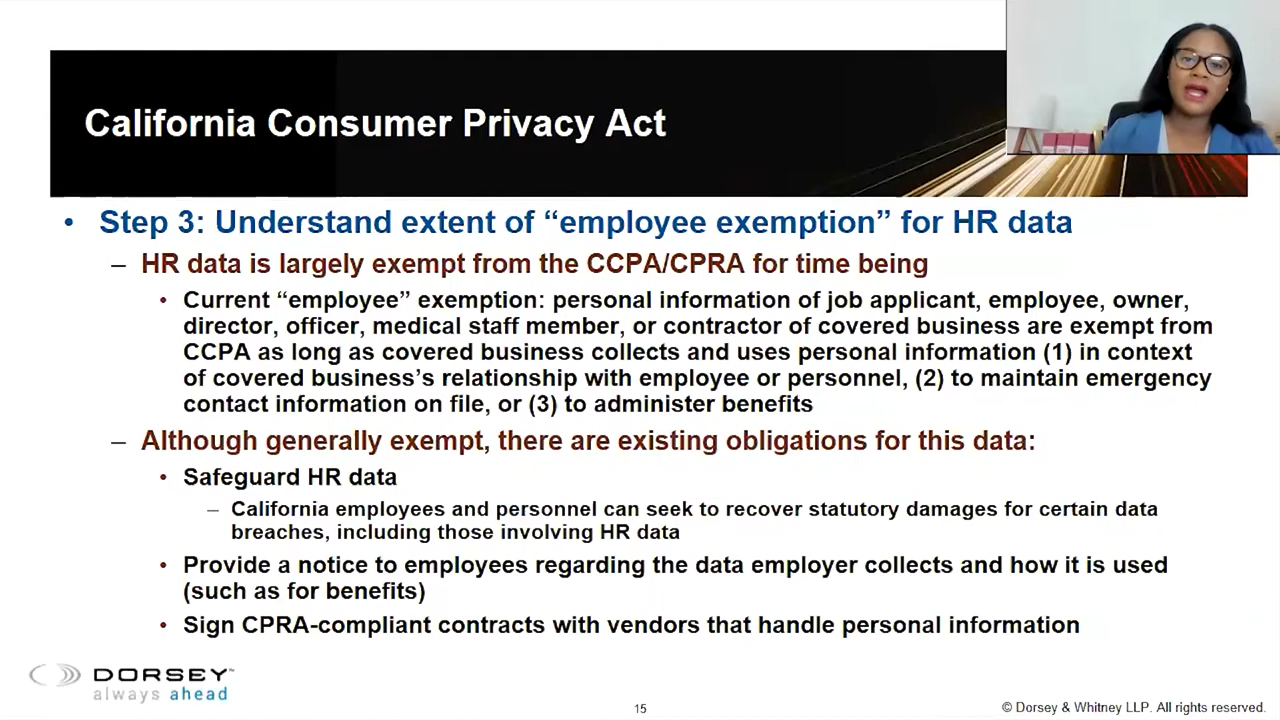 California Consumer Privacy Act
• Step 3: Understand extent of “employee exemption” for HR data
– HR data is largely exempt from the CCPA/CPRA for time being
• Current “employee” exemption: personal information of job applicant, employee, owner,
director, officer, medical staff member, or contractor of covered business are exempt from
CCPA as long as covered business collects and uses personal information (1) in context
of covered business’s relationship with employee or personnel, (2) to maintain emergency
contact information on file, or (3) to administer benefits
– Although generally exempt, there are existing obligations for this data:
• Safeguard HR data
– California employees and personnel can seek to recover statutory damages for certain data
breaches, including those involving HR data
• Provide a notice to employees regarding the data employer collects and how it is used
(such as for benefits)
• Sign CPRA-compliant contracts with vendors that handle personal information
DORSEY™
always ahead
15
© Dorsey & Whitney LLP. All rights reserved.